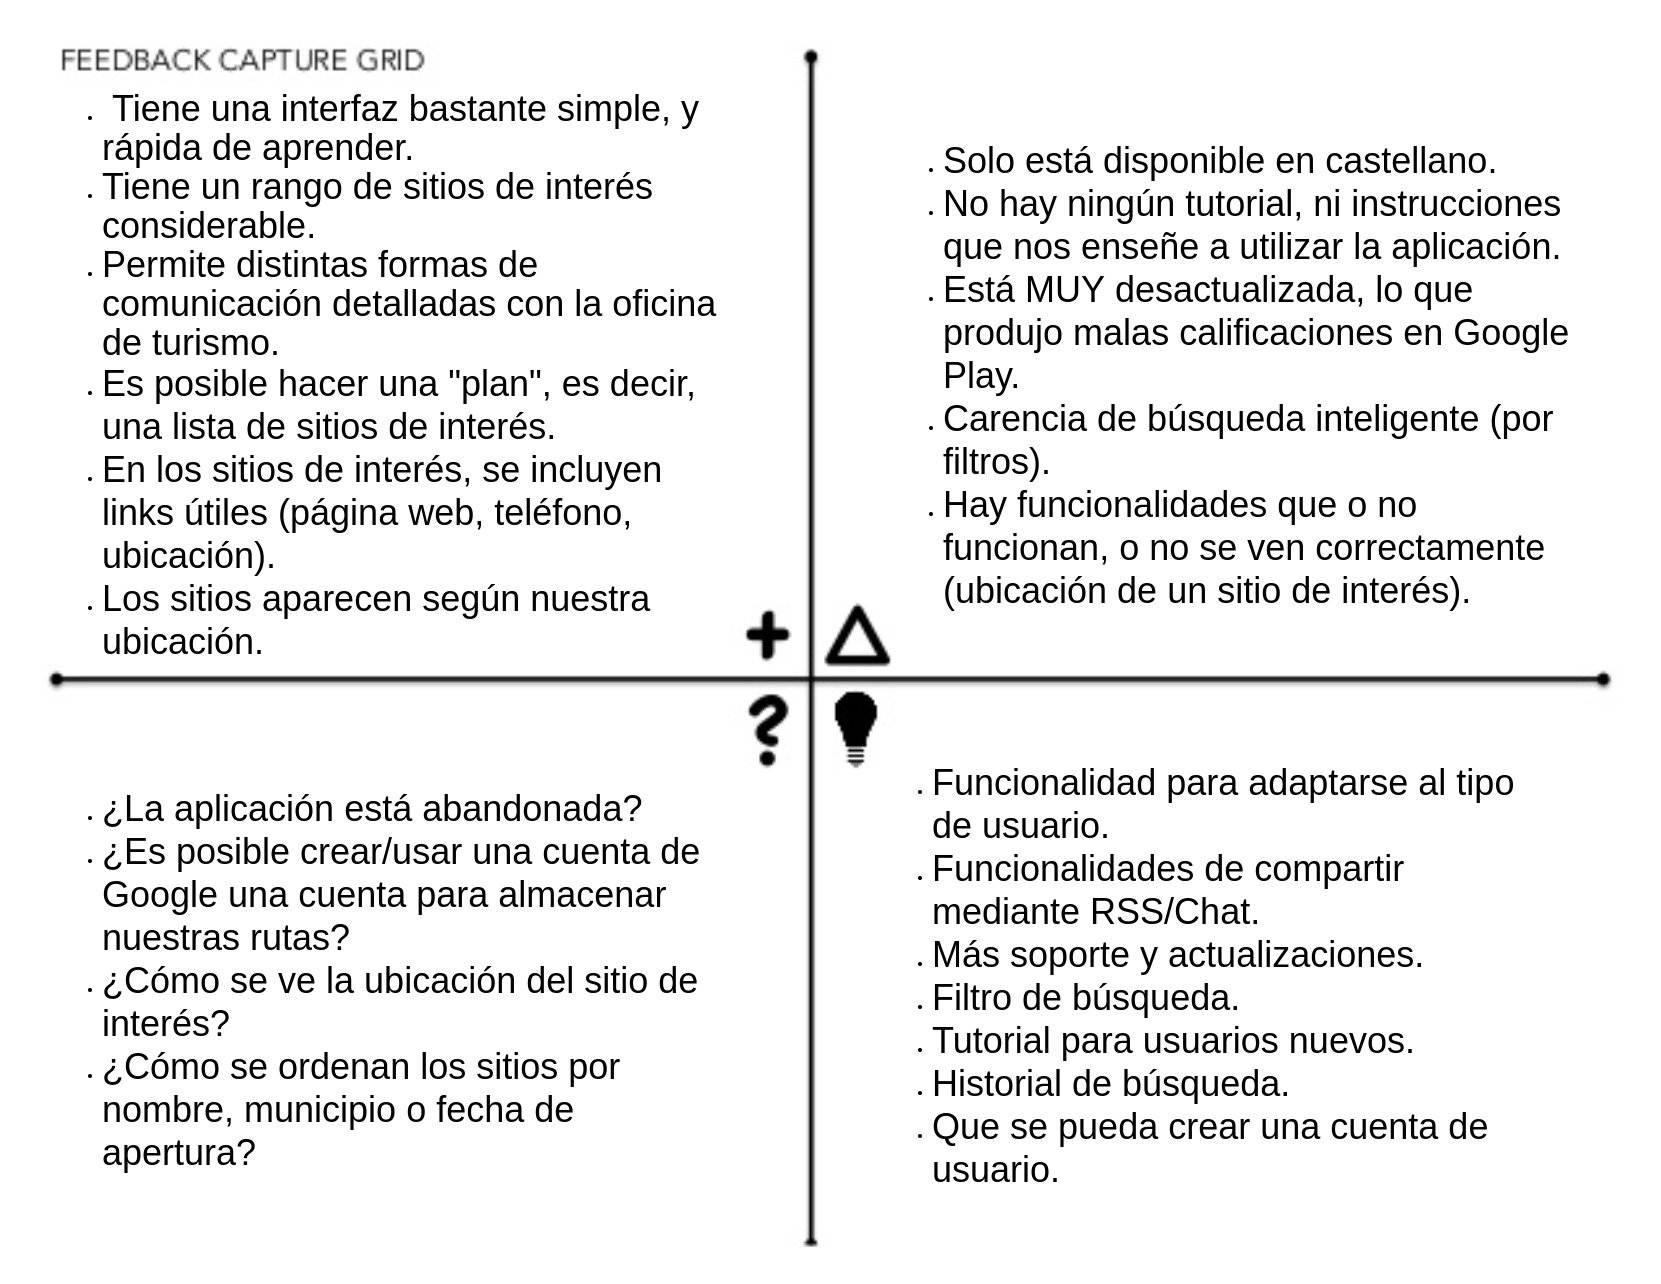 FEEDBACK CAPTURE GRID
• Tiene una interfaz bastante simple, y
rápida de aprender.
• Tiene un rango de sitios de interés
considerable.
• Permite distintas formas de
comunicación detalladas con la oficina
de turismo.
• Es posible hacer una "plan", es decir,
una lista de sitios de interés.
• En los sitios de interés, se incluyen
links útiles (página web, teléfono,
ubicación).
• Los sitios aparecen según nuestra
ubicación.
• Solo está disponible en castellano.
• No hay ningún tutorial, ni instrucciones
que nos enseñe a utilizar la aplicación.
• Está MUY desactualizada, lo que
produjo malas calificaciones en Google
Play.
• Carencia de búsqueda inteligente (por
filtros).
• Hay funcionalidades que o no
funcionan, o no se ven correctamente
(ubicación de un sitio de interés).
• ¿La aplicación está abandonada?
• ¿Es posible crear/usar una cuenta de
Google una cuenta para almacenar
nuestras rutas?
• ¿Cómo se ve la ubicación del sitio de
interés?
• ¿Cómo se ordenan los sitios por
nombre, municipio o fecha de
apertura?
• Funcionalidad para adaptarse al tipo
de usuario.
• Funcionalidades de compartir
mediante RSS/Chat.
• Más soporte y actualizaciones.
• Filtro de búsqueda.
• Tutorial para usuarios nuevos.
• Historial de búsqueda.
• Que se pueda crear una cuenta de
usuario.